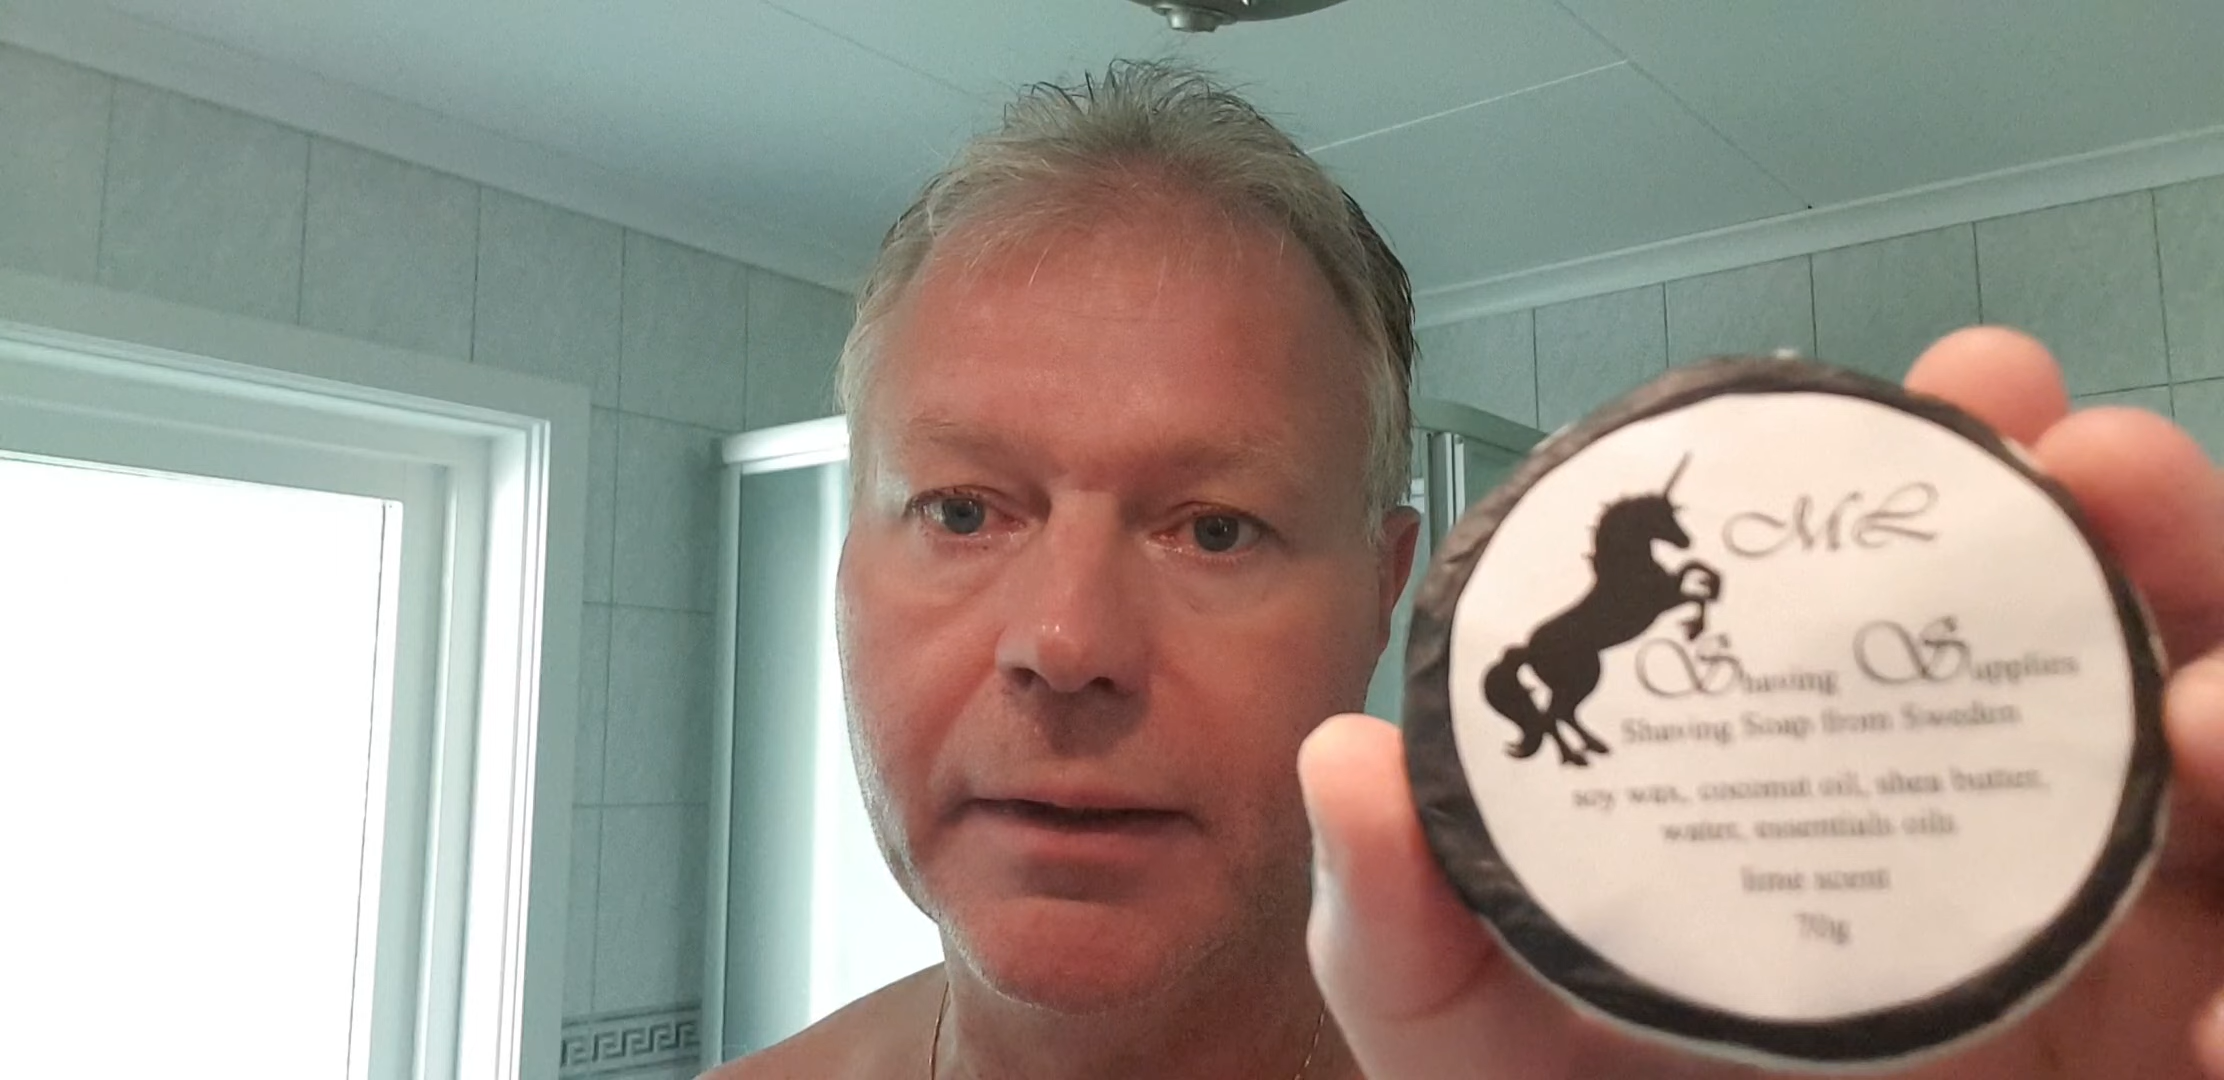 ML
Shaving Supplies
Shaving Soap from Sweden
soy wax, coconut oil, shea butter,
water, essentials oils
lime scent
70g